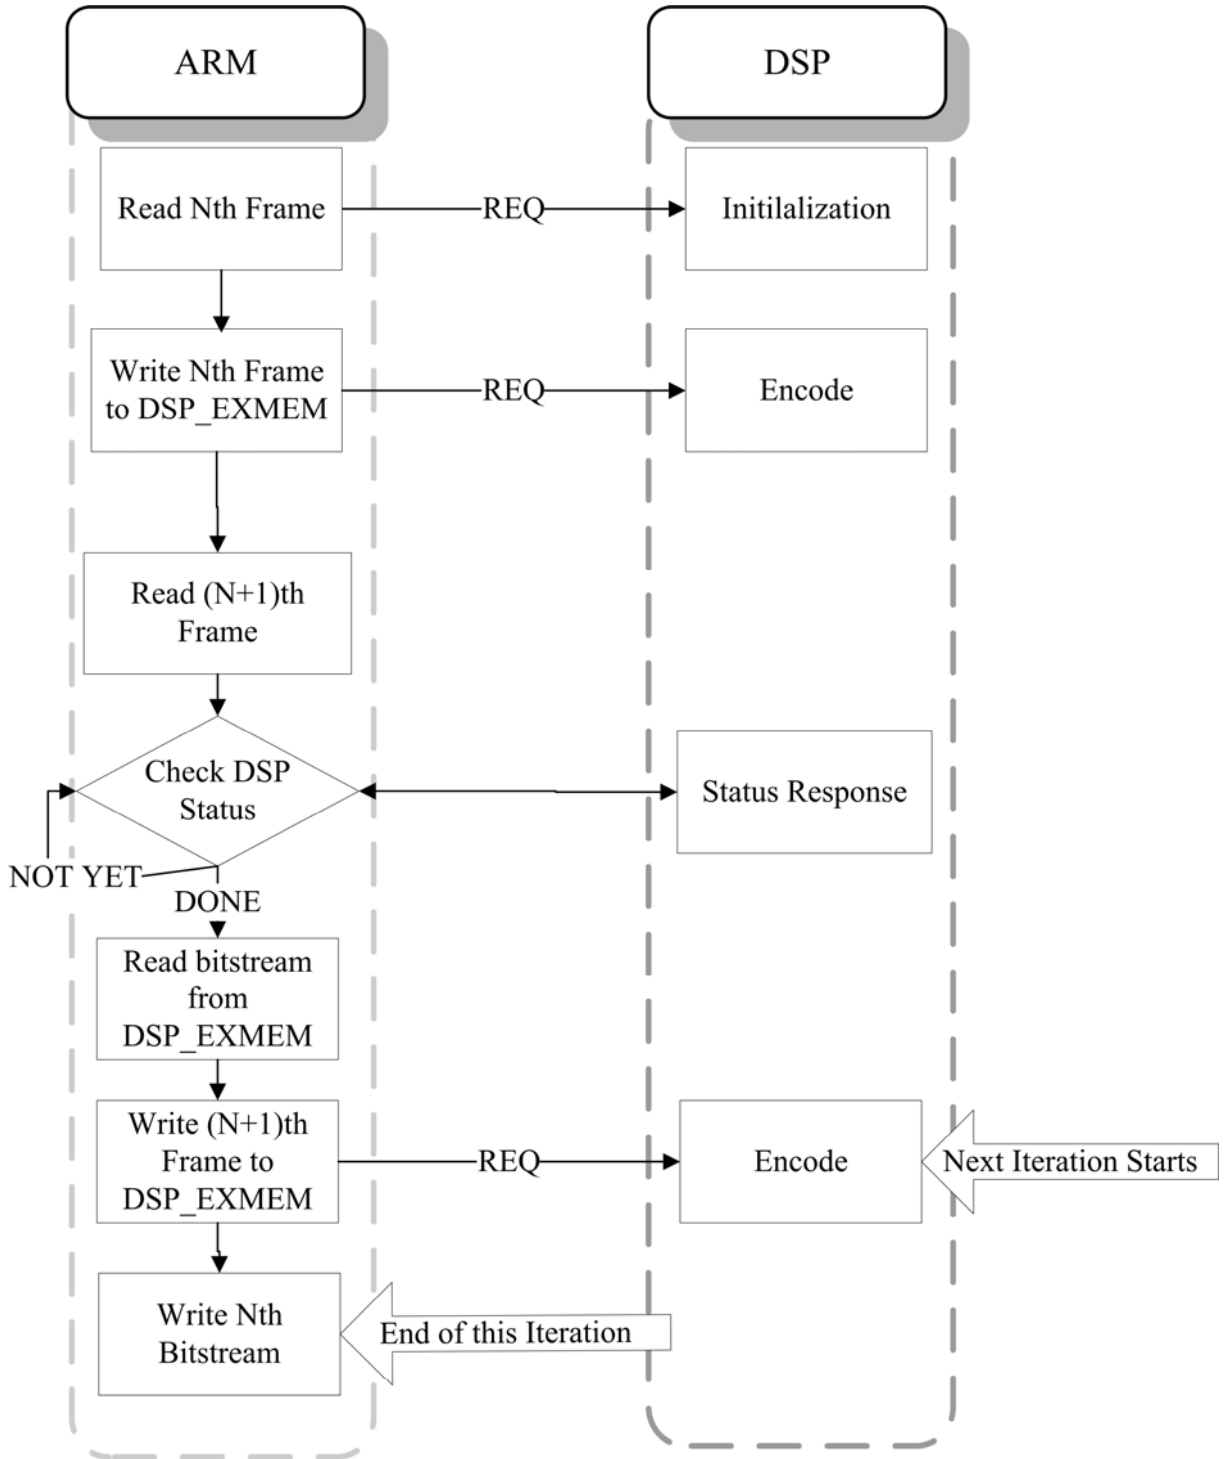 ARM
DSP
Read Nth Frame
REQ
Initilalization
Write Nth Frame
to DSP_EXMEM
REQ
Encode
Read (N+1)th
Frame
Check DSP
Status
Status Response
NOT YET
DONE
Read bitstream
from
DSP_EXMEM
Write (N+1)th
Frame to
DSP_EXMEM
REQ
Encode
Next Iteration Starts
Write Nth
Bitstream
End of this Iteration